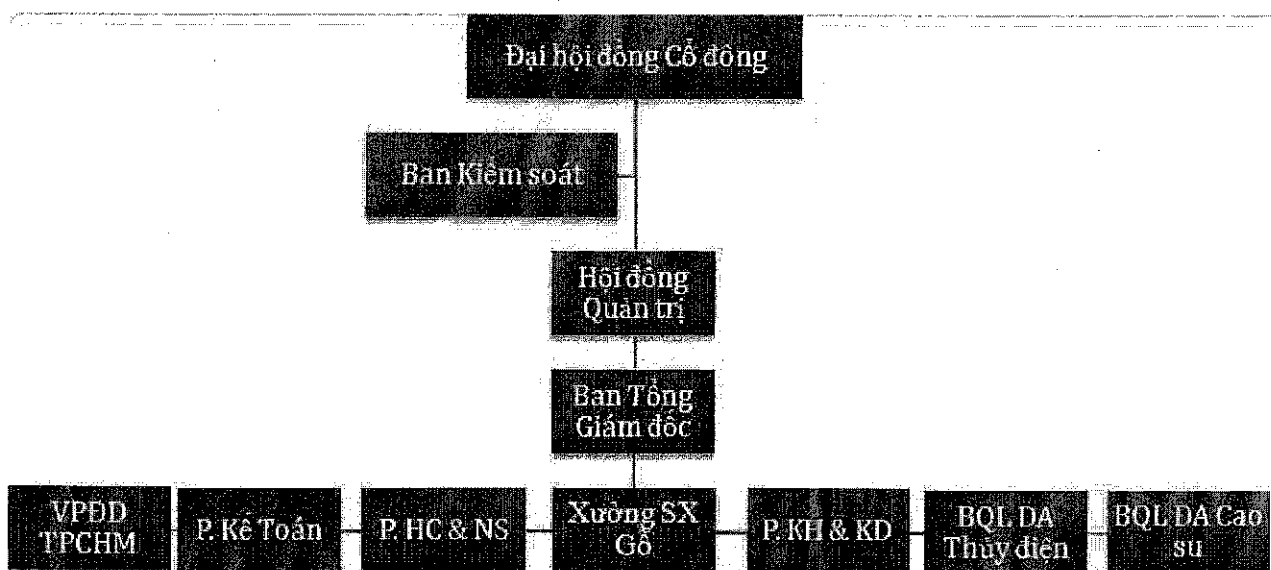 Đại hội đồng Cổ đông
Ban Kiểm soát
Hội đồng
Quản trị
Ban Tổng
Giám đốc
VPĐD
TPCHM
P. Kế Toán
P. HC & NS
Xưởng SX
Gỗ
P. KH & KD
BQL DA
Thủy điện
BQL DA Cao
su